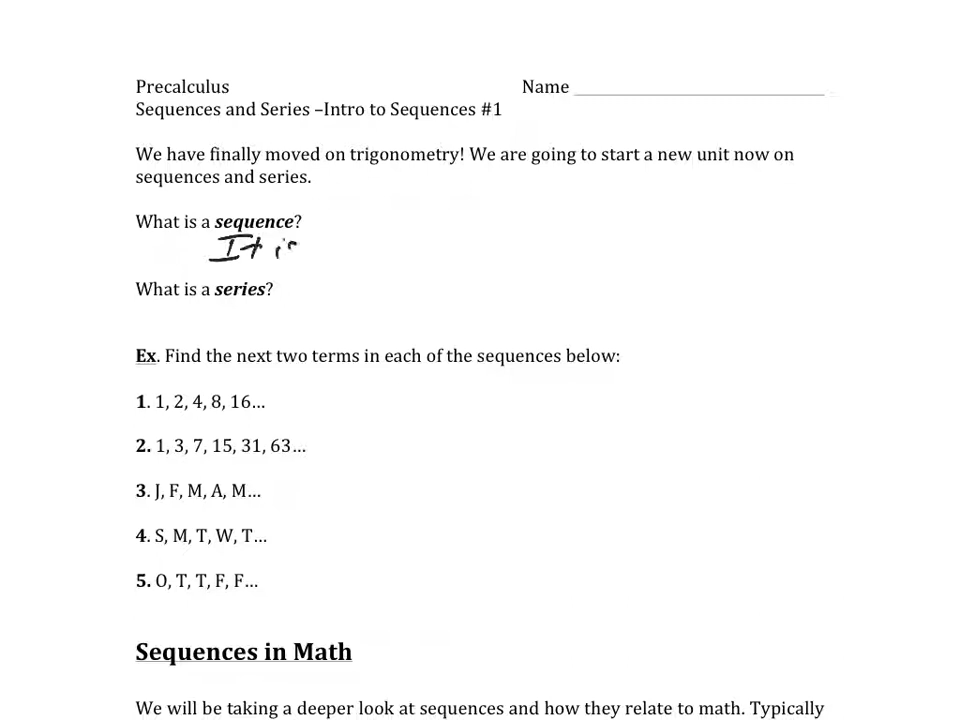 Precalculus Name
Sequences and Series –Intro to Sequences #1
We have finally moved on trigonometry! We are going to start a new unit now on
sequences and series.
What is a sequence?
It is
What is a series?
Ex. Find the next two terms in each of the sequences below:
1. 1, 2, 4, 8, 16…
2. 1, 3, 7, 15, 31, 63…
3. J, F, M, A, M…
4. S, M, T, W, T…
5. O, T, T, F, F…
Sequences in Math
We will be taking a deeper look at sequences and how they relate to math. Typically